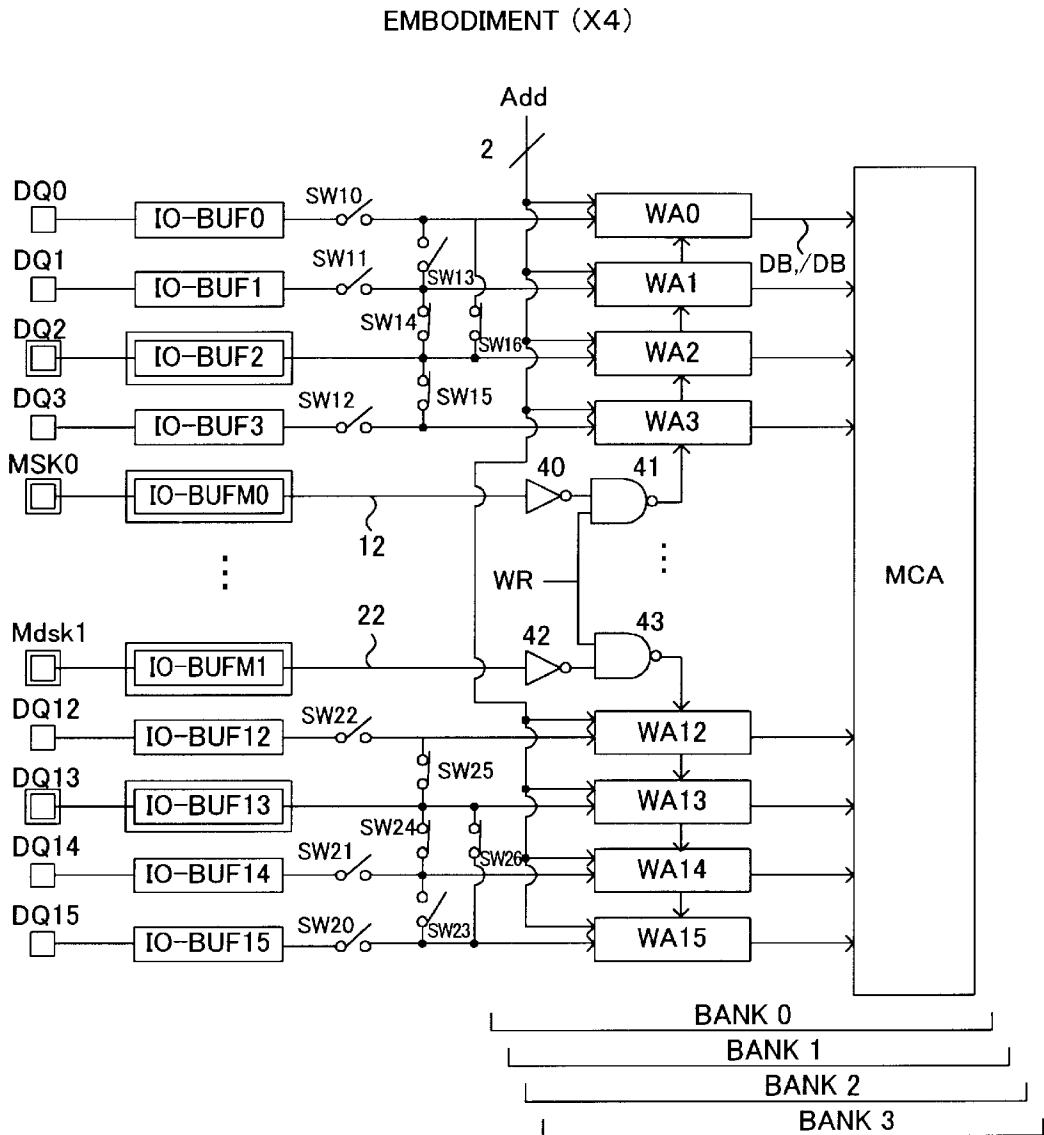 EMBODIMENT (X4)
Add
2
DQ0
IO-BUF0
SW10
WA0
DB,/DB
DQ1
IO-BUF1
SW11
SW13
WA1
SW14
SW16
DQ2
IO-BUF2
WA2
DQ3
IO-BUF3
SW12
SW15
WA3
MSK0
IO-BUFM0
12
40
41
WR
MCA
Mdsk1
IO-BUFM1
22
42
43
DQ12
IO-BUF12
SW22
WA12
SW25
DQ13
IO-BUF13
WA13
SW24
SW26
DQ14
IO-BUF14
SW21
WA14
DQ15
IO-BUF15
SW20
SW23
WA15
BANK 0
BANK 1
BANK 2
BANK 3